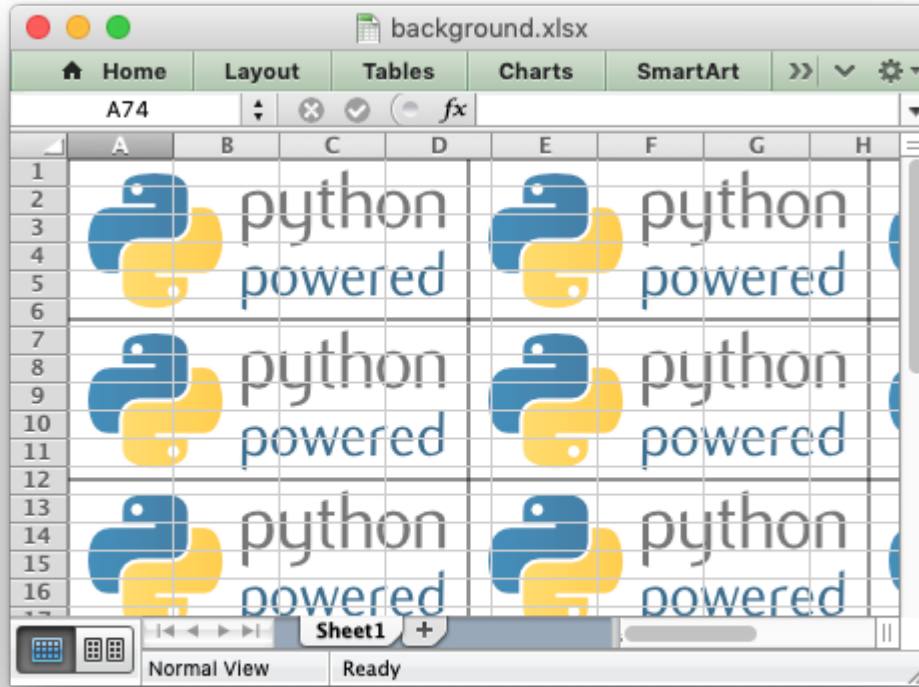 background.xlsx
Home Layout Tables Charts SmartArt
A74 fx
A B C D E F G H
1
2 python python
3
4
5 powered powered
6
7
8 python python
9
10
11 powered powered
12
13
14 python python
15
16 powered powered
17
Sheet1 +
Normal View Ready